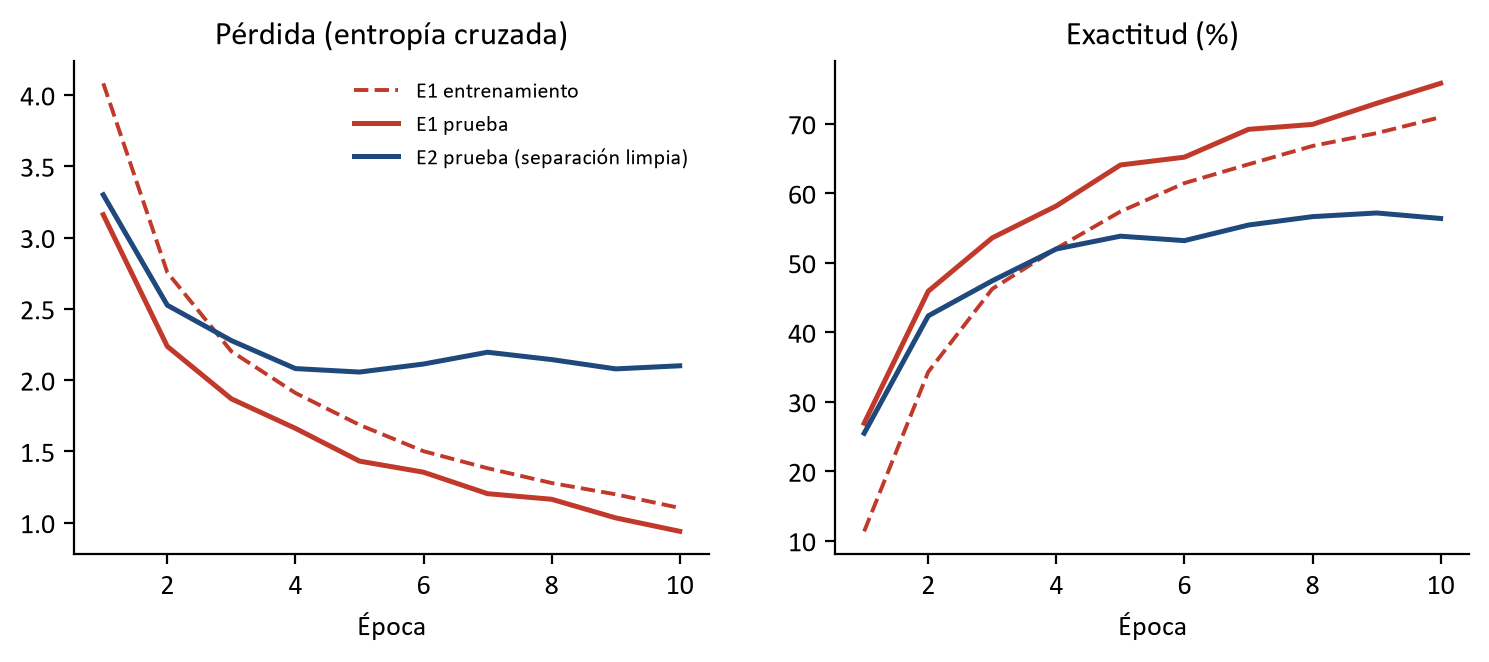 Pérdida (entropía cruzada)
4.0
3.5
3.0
2.5
2.0
1.5
1.0
E1 entrenamiento
E1 prueba
E2 prueba (separación limpia)
2 4 6 8 10
Época
Exactitud (%)
70
60
50
40
30
20
10
2 4 6 8 10
Época